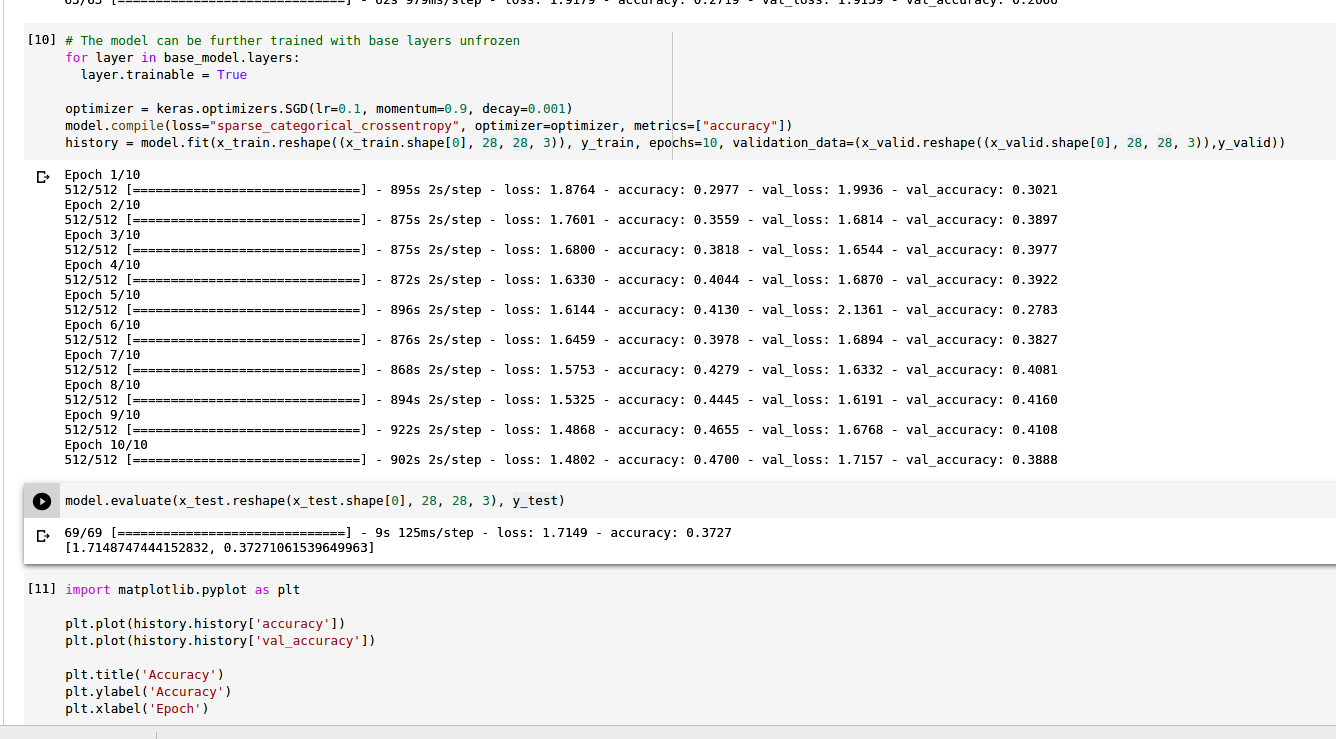 63/63 [==============================] - 62s 979ms/step - loss: 1.9179 - accuracy: 0.2719 - val_loss: 1.9139 - val_accuracy:
[10] # The model can be further trained with base layers unfrozen
for layer in base_model.layers:
  layer.trainable = True
optimizer = keras.optimizers.SGD(lr=0.1, momentum=0.9, decay=0.001)
model.compile(loss="sparse_categorical_crossentropy", optimizer=optimizer, metrics=["accuracy"])
history = model.fit(x_train.reshape((x_train.shape[0], 28, 28, 3)), y_train, epochs=10, validation_data=(x_valid.reshape((x_valid.shape[0], 28, 28, 3)),y_valid))
Epoch 1/10
512/512 [==============================] - 895s 2s/step - loss: 1.8764 - accuracy: 0.2977 - val_loss: 1.9936 - val_accuracy: 0.3021
Epoch 2/10
512/512 [==============================] - 875s 2s/step - loss: 1.7601 - accuracy: 0.3559 - val_loss: 1.6814 - val_accuracy: 0.3897
Epoch 3/10
512/512 [==============================] - 875s 2s/step - loss: 1.6800 - accuracy: 0.3818 - val_loss: 1.6544 - val_accuracy: 0.3977
Epoch 4/10
512/512 [==============================] - 872s 2s/step - loss: 1.6330 - accuracy: 0.4044 - val_loss: 1.6870 - val_accuracy: 0.3922
Epoch 5/10
512/512 [==============================] - 896s 2s/step - loss: 1.6144 - accuracy: 0.4130 - val_loss: 2.1361 - val_accuracy: 0.2783
Epoch 6/10
512/512 [==============================] - 876s 2s/step - loss: 1.6459 - accuracy: 0.3978 - val_loss: 1.6894 - val_accuracy: 0.3827
Epoch 7/10
512/512 [==============================] - 868s 2s/step - loss: 1.5753 - accuracy: 0.4279 - val_loss: 1.6332 - val_accuracy: 0.4081
Epoch 8/10
512/512 [==============================] - 894s 2s/step - loss: 1.5325 - accuracy: 0.4445 - val_loss: 1.6191 - val_accuracy: 0.4160
Epoch 9/10
512/512 [==============================] - 922s 2s/step - loss: 1.4868 - accuracy: 0.4655 - val_loss: 1.6768 - val_accuracy: 0.4108
Epoch 10/10
512/512 [==============================] - 902s 2s/step - loss: 1.4802 - accuracy: 0.4700 - val_loss: 1.7157 - val_accuracy: 0.3888
model.evaluate(x_test.reshape(x_test.shape[0], 28, 28, 3), y_test)
69/69 [==============================] - 9s 125ms/step - loss: 1.7149 - accuracy: 0.3727
[1.7148747444152832, 0.37271061539649963]
[11] import matplotlib.pyplot as plt
plt.plot(history.history['accuracy'])
plt.plot(history.history['val_accuracy'])
plt.title('Accuracy')
plt.ylabel('Accuracy')
plt.xlabel('Epoch')